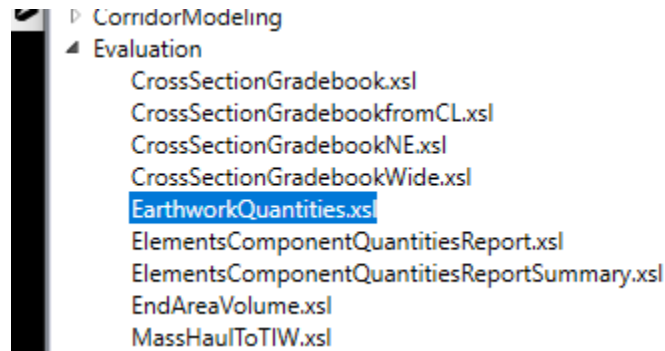 CorridorModeling
Evaluation
CrossSectionGradebook.xsl
CrossSectionGradebookfromCL.xsl
CrossSectionGradebookNE.xsl
CrossSectionGradebookWide.xsl
EarthworkQuantities.xsl
ElementsComponentQuantitiesReport.xsl
ElementsComponentQuantitiesReportSummary.xsl
EndAreaVolume.xsl
MassHaulToTIW.xsl